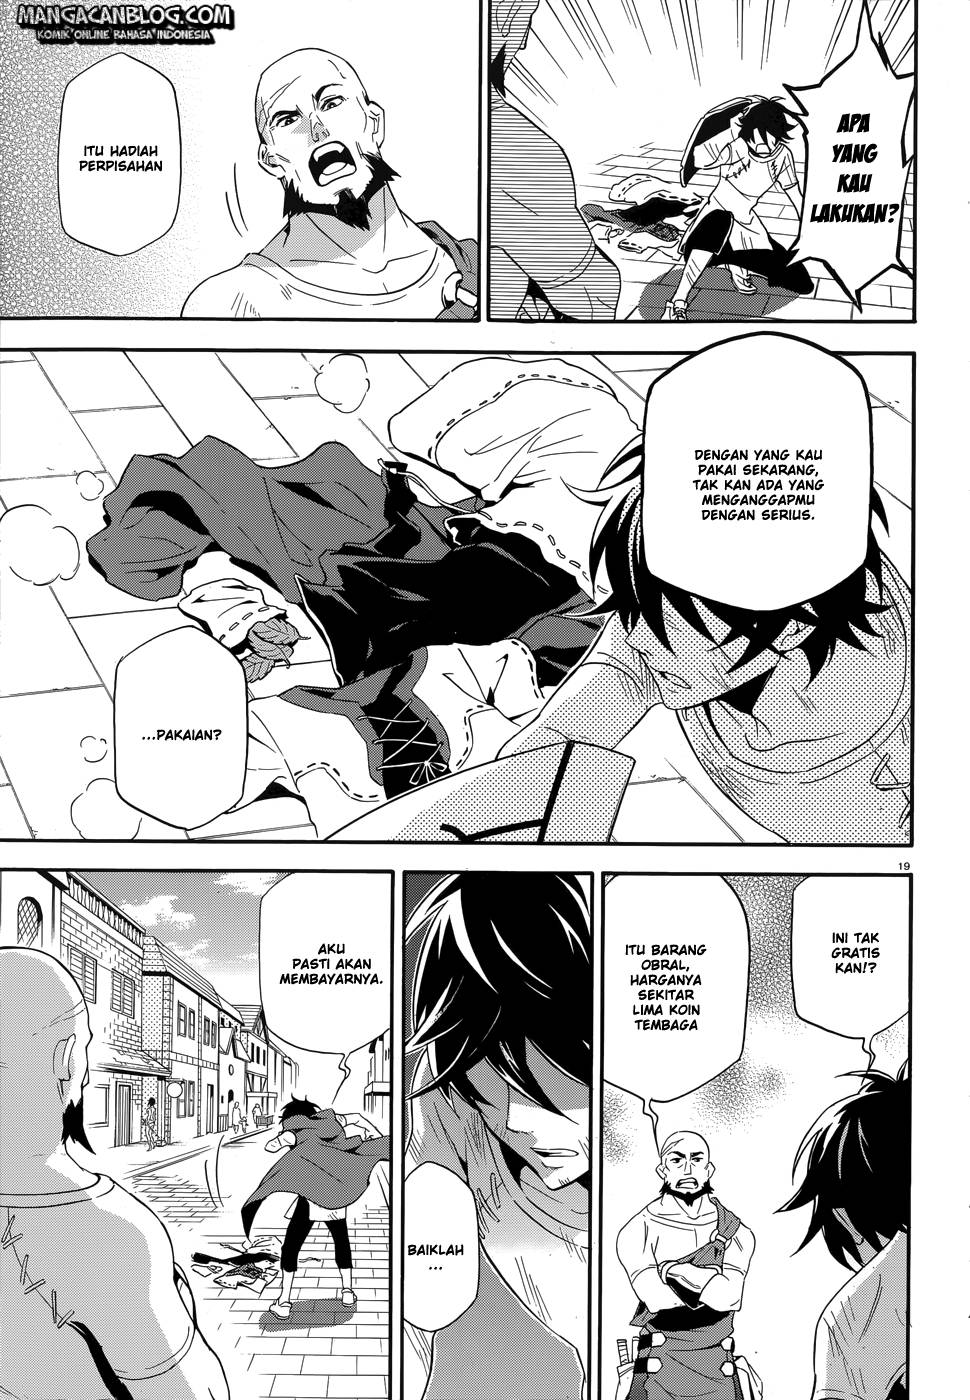 MANGACANBLOG.COM
KOMIK ONLINE BAHASA INDONESIA
APA
YANG
KAU
LAKUKAN?
ITU HADIAH
PERPISAHAN
DENGAN YANG KAU
PAKAI SEKARANG,
TAK KAN ADA YANG
MENGANGGAPMU
DENGAN SERIUS.
...PAKAIAN?
19
INI TAK
GRATIS
KAN!?
ITU BARANG
OBRAL,
HARGANYA
SEKITAR
LIMA KOIN
TEMBAGA
BAIKLAH
...
AKU
PASTI AKAN
MEMBAYARNYA.